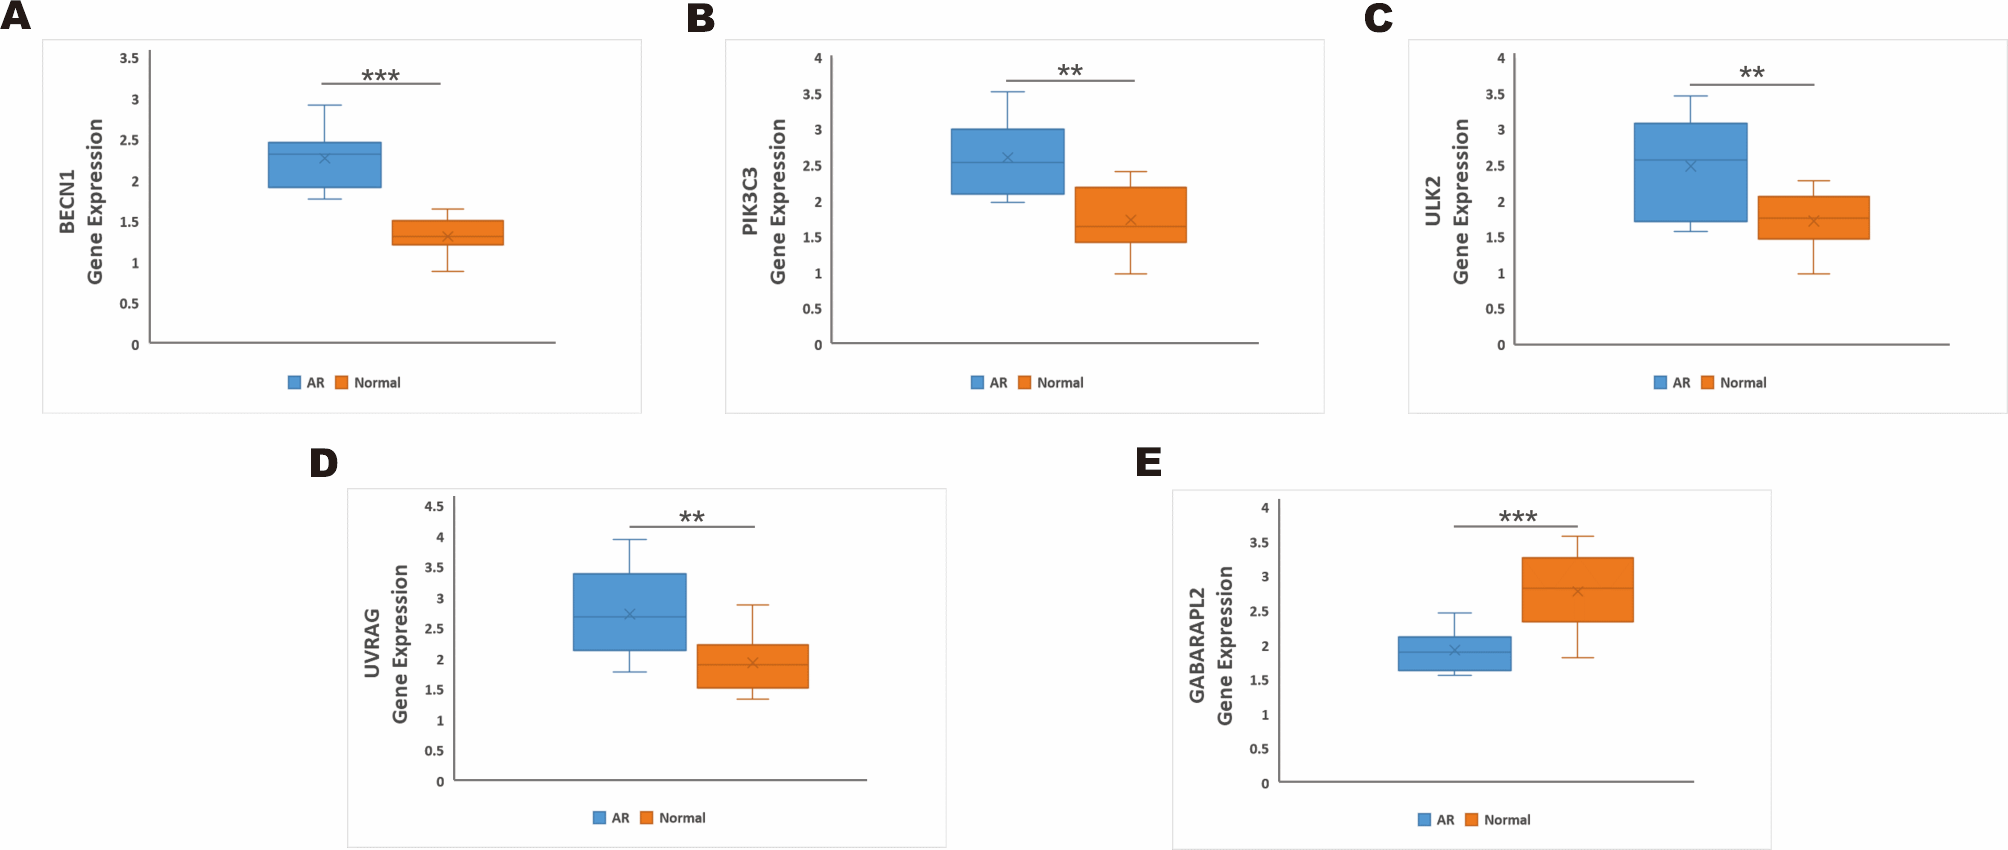 A
BECN1
Gene Expression
3.5
3
2.5
2
1.5
1
0.5
0
***
AR
Normal
B
PIK3C3
Gene Expression
4
3.5
3
2.5
2
1.5
1
0.5
0
**
AR
Normal
C
ULK2
Gene Expression
4
3.5
3
2.5
2
1.5
1
0.5
0
**
AR
Normal
D
UVRAG
Gene Expression
4.5
4
3.5
3
2.5
2
1.5
1
0.5
0
**
AR
Normal
E
GABARAPL2
Gene Expression
4
3.5
3
2.5
2
1.5
1
0.5
0
***
AR
Normal